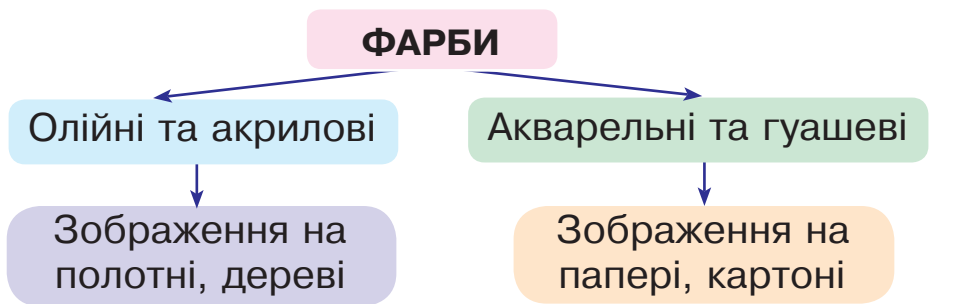 ФАРБИ
Олійні та акрилові
Акварельні та гуашеві
Зображення на
полотні, дереві
Зображення на
папері, картоні